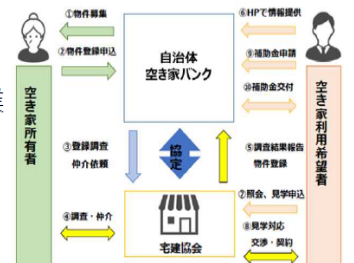 ①物件募集
②物件登録申込
自治体
空き家バンク
⑥HPで情報提供
⑨補助金申請
⑩補助金交付
空き家所有者
空き家利用希望者
③登録調査
仲介依頼
協定
⑤調査結果報告
物件登録
④調査・仲介
宅建協会
⑦照会、見学申込
⑧見学対応
交渉・契約